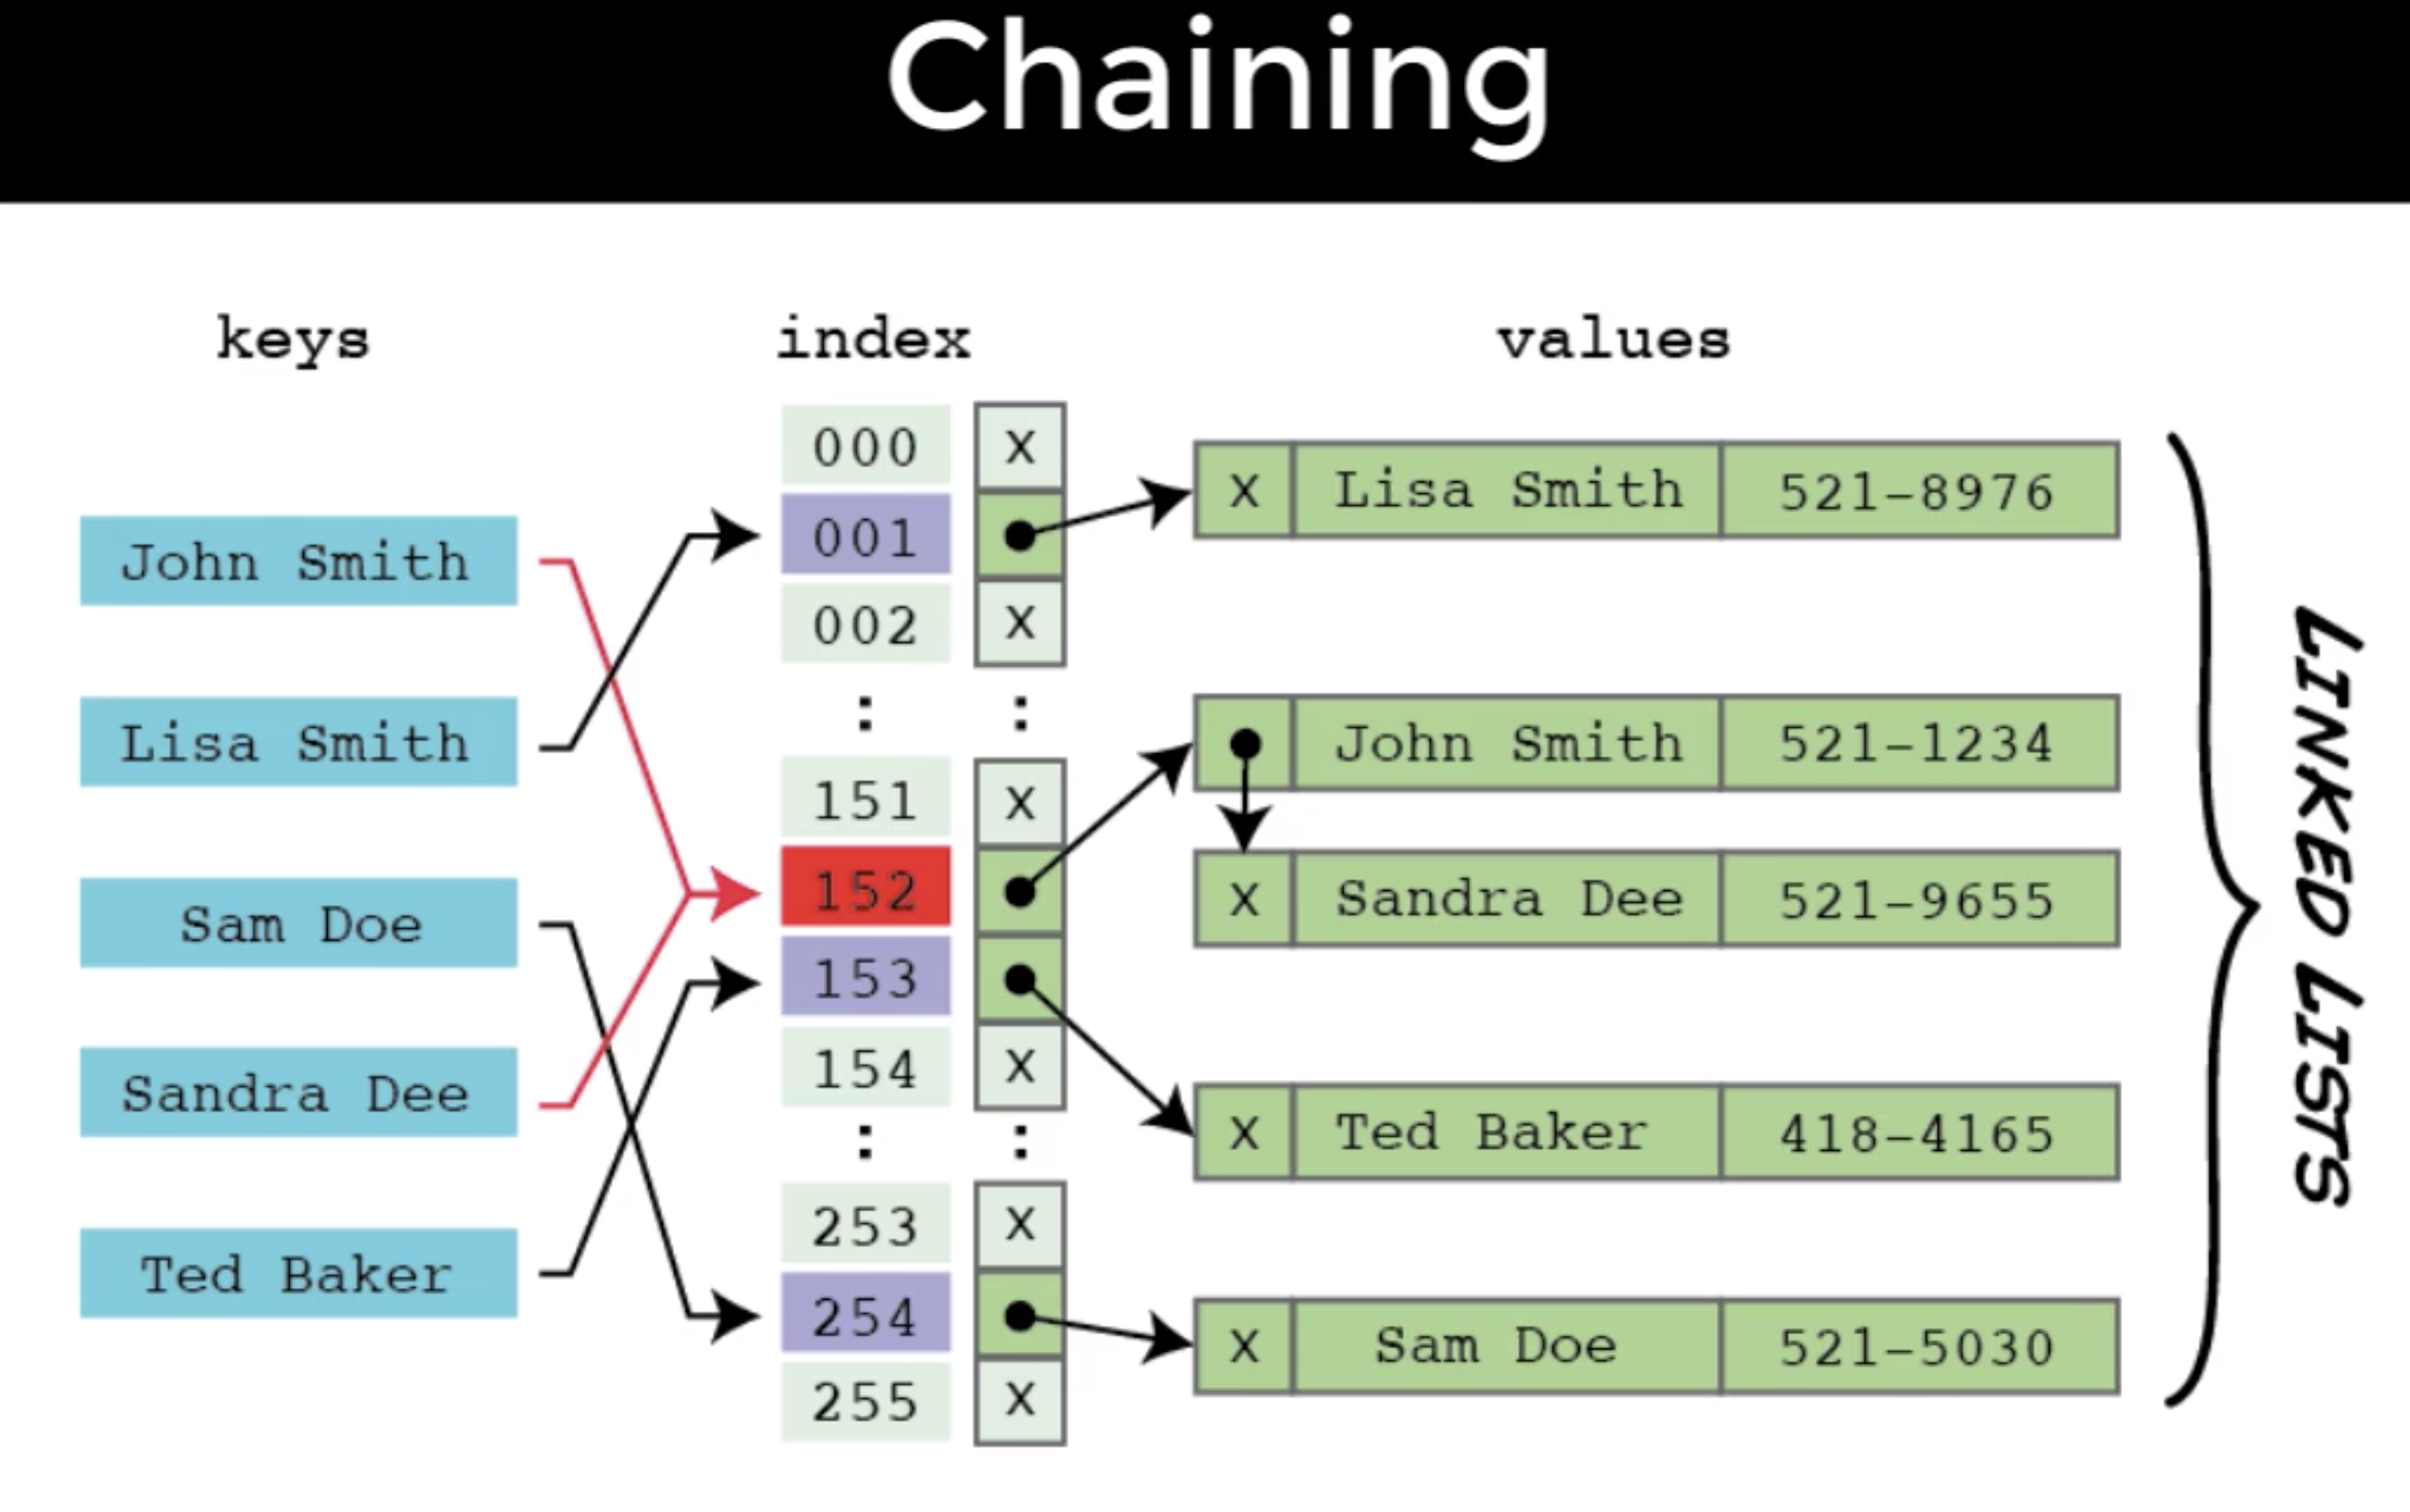 Chaining
keys
index
values
John Smith
Lisa Smith
Sam Doe
Sandra Dee
Ted Baker
000 X
001
002 X
: :
151 X
152
153
154 X
: :
253 X
254
255 X
X Lisa Smith 521-8976
John Smith 521-1234
X Sandra Dee 521-9655
X Ted Baker 418-4165
X Sam Doe 521-5030
LINKED LISTS